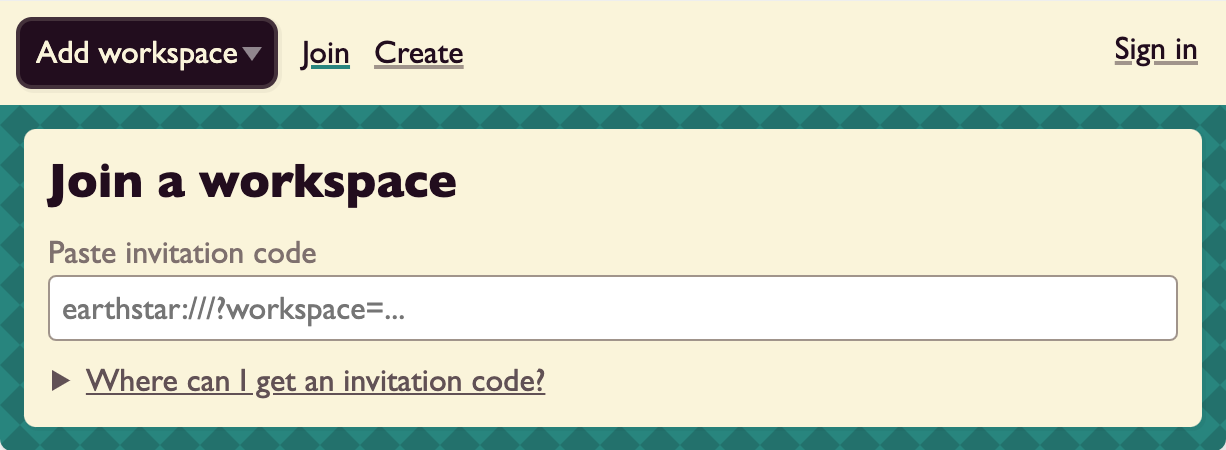 Add workspace▼ Join Create Sign in
Join a workspace
Paste invitation code
earthstar:///?workspace=...
▶ Where can I get an invitation code?